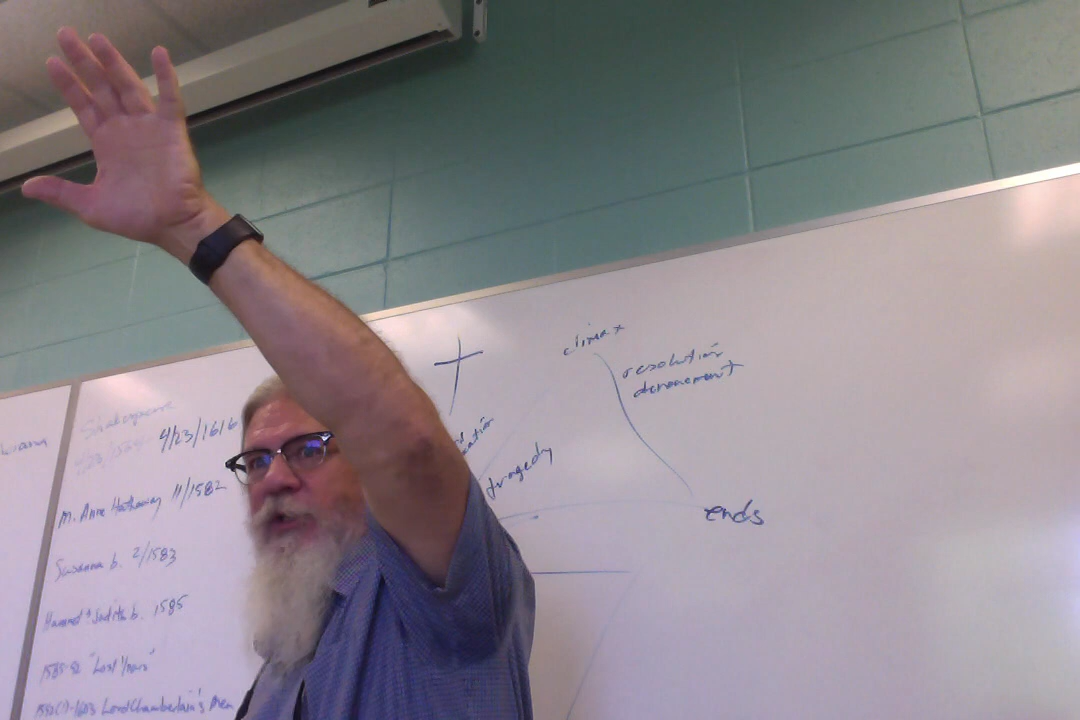 Shakespeare
4/23/1616
M. Anne Hathaway 11/1582
Susanna b. 2/1583
Hamnet & Judith b. 1585
1585-92 "Lost Years"
Lord Chamberlain's Men
climax
resolution
denouement
tragedy
ends